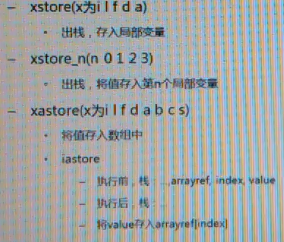 – xstore(x为i l f d a)
• 出栈，存入局部变量
– xstore_n(n 0 1 2 3)
• 出栈，将值存入第n个局部变量
– xastore(x为i l f d a b c s)
• 将值存入数组中
• iastore
– 执行前，栈：...,arrayref, index, value
– 执行后，栈：...
– 将value存入arrayref[index]